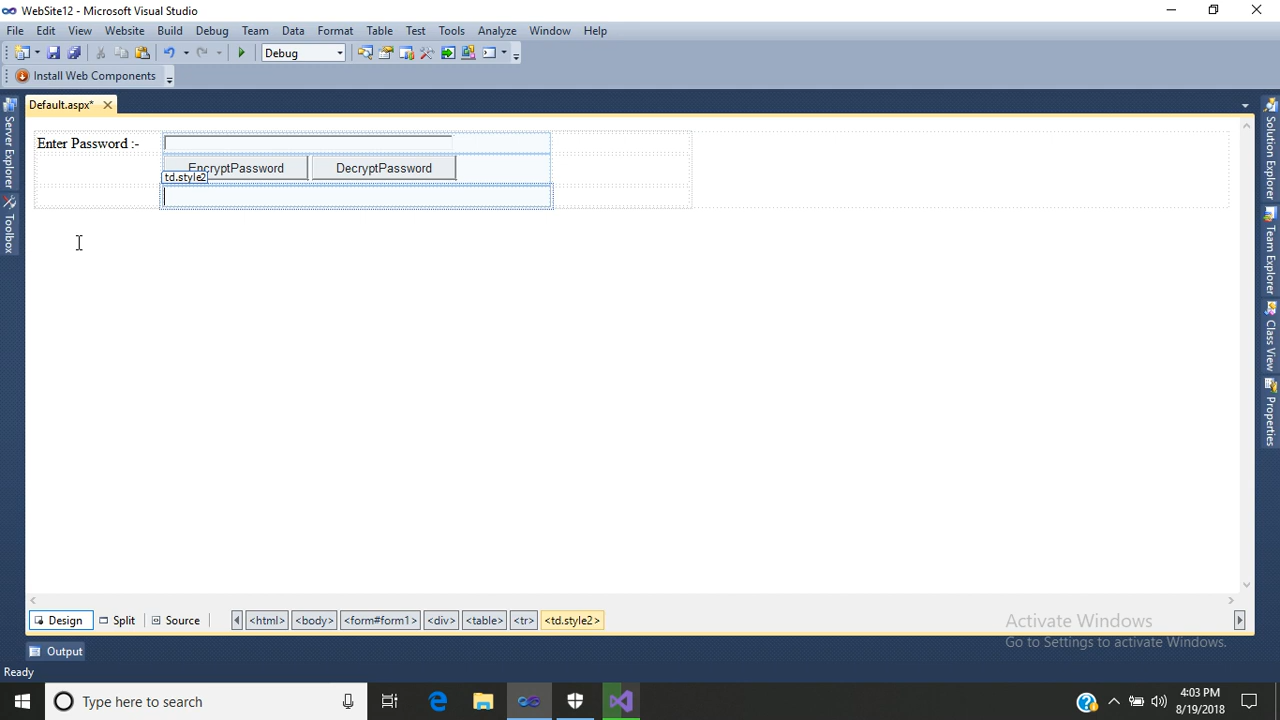 WebSite12 - Microsoft Visual Studio
File Edit View Website Build Debug Team Data Format Table Test Tools Analyze Window Help
Debug
Install Web Components
Default.aspx*
Server Explorer
Toolbox
Enter Password :-
EncryptPassword DecryptPassword
td.style2
Solution Explorer
Team Explorer
Class View
Properties
Design Split Source <html> <body> <form#form1> <div> <table> <tr> <td.style2>
Activate Windows
Go to Settings to activate Windows.
Output
Ready
Type here to search
4:03 PM
8/19/2018